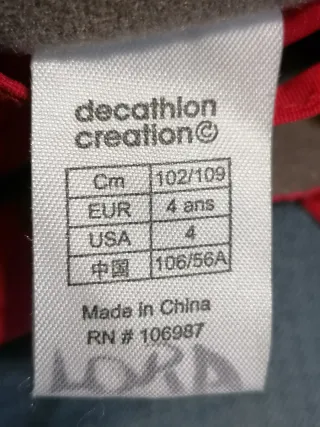 decathlon
creation©
Cm 102/109
EUR 4 ans
USA 4
中国 106/56A
Made in China
RN # 106987
LORD